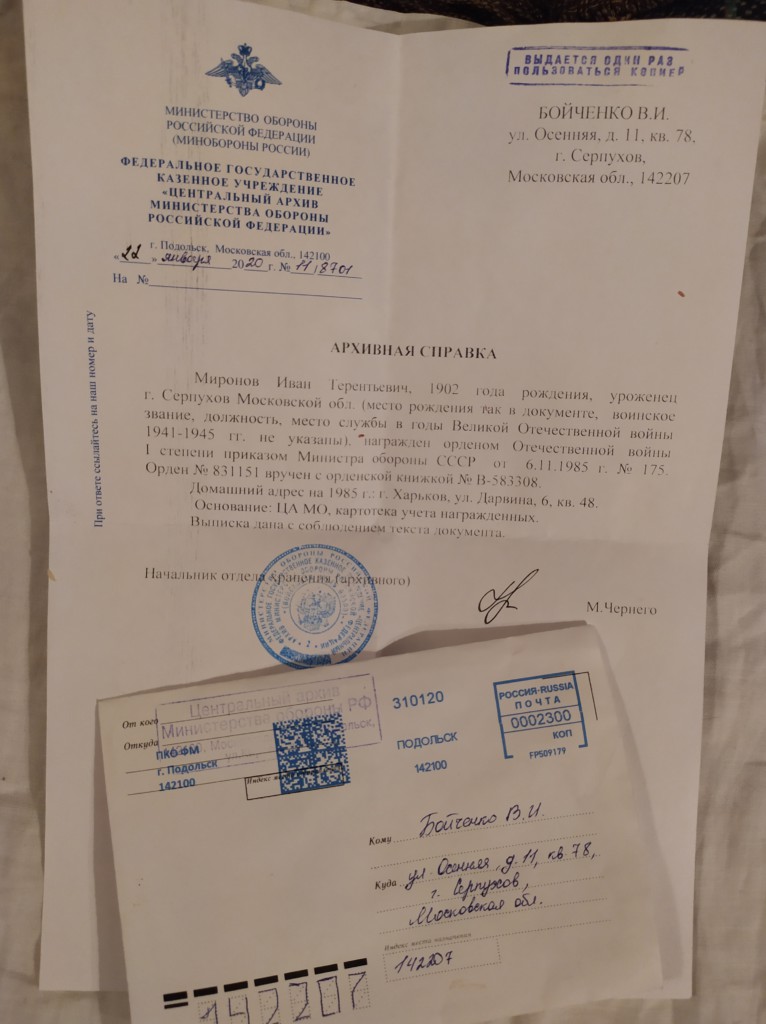 ВЫДАЕТСЯ ОДИН РАЗ
ПОЛЬЗОВАТЬСЯ КОПИЕЙ
МИНИСТЕРСТВО ОБОРОНЫ
РОССИЙСКОЙ ФЕДЕРАЦИИ
(МИНОБОРОНЫ РОССИИ)
ФЕДЕРАЛЬНОЕ ГОСУДАРСТВЕННОЕ
КАЗЕННОЕ УЧРЕЖДЕНИЕ
«ЦЕНТРАЛЬНЫЙ АРХИВ
МИНИСТЕРСТВА ОБОРОНЫ
РОССИЙСКОЙ ФЕДЕРАЦИИ»
г. Подольск, Московская обл., 142100
«22» января 2020 г. № 11/8701
На №
БОЙЧЕНКО В.И.
ул. Осенняя, д. 11, кв. 78,
г. Серпухов,
Московская обл., 142207
При ответе ссылайтесь на наш номер и дату
АРХИВНАЯ СПРАВКА
Миронов Иван Терентьевич, 1902 года рождения, уроженец
г. Серпухов Московской обл. (место рождения так в документе, воинское
звание, должность, место службы в годы Великой Отечественной войны
1941-1945 гг. не указаны), награжден орденом Отечественной войны
I степени приказом Министра обороны СССР от 6.11.1985 г. № 175.
Орден № 831151 вручен с орденской книжкой № В-583308.
Домашний адрес на 1985 г.: г. Харьков, ул. Дарвина, 6, кв. 48.
Основание: ЦА МО, картотека учета награжденных.
Выписка дана с соблюдением текста документа.
Начальник отдела хранения (архивного)
М.Чернего
От кого
Центральный архив
Министерства обороны РФ
Откуда
ПКО ФМ
г. Подольск
142100
310120
ПОДОЛЬСК
142100
РОССИЯ-RUSSIA
ПОЧТА
0002300
КОП
FP509179
Кому Бойченко В.И.
Куда ул. Осенняя, д. 11, кв 78,
г. Серпухов,
Московская обл.
Индекс места назначения
142207
142207